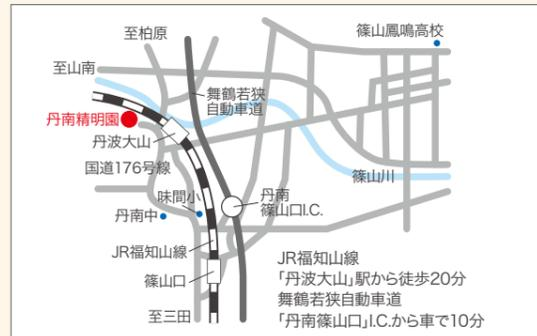 至柏原
篠山鳳鳴高校
至山南
舞鶴若狭
自動車道
丹南精明園
丹波大山
国道176号線
篠山川
味間小
丹南
篠山口I.C.
丹南中
JR福知山線
篠山口
至三田
JR福知山線
「丹波大山」駅から徒歩20分
舞鶴若狭自動車道
「丹南篠山口」I.C.から車で10分